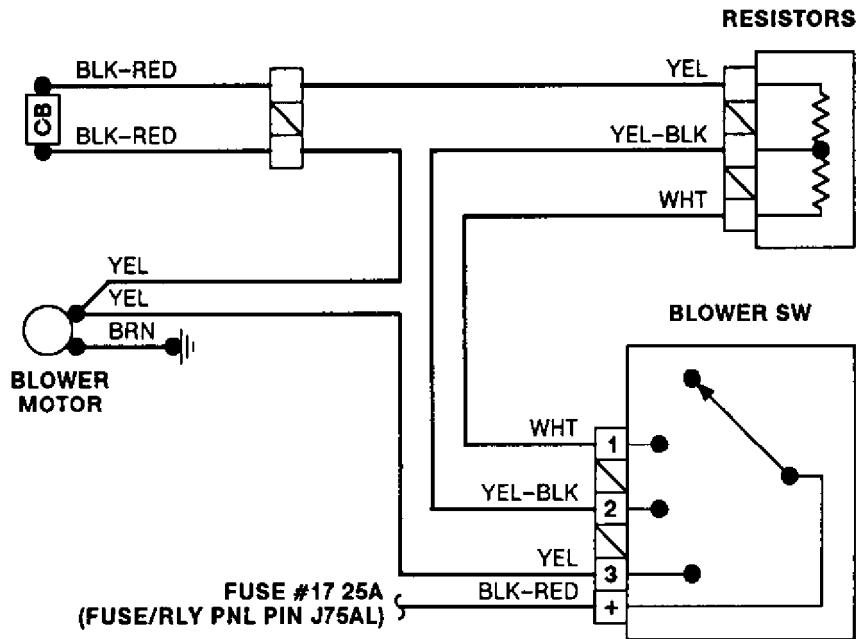 RESISTORS
BLK-RED
YEL
CB
BLK-RED
YEL-BLK
WHT
YEL
YEL
BRN
BLOWER
MOTOR
BLOWER SW
WHT
1
YEL-BLK
2
YEL
3
FUSE #17 25A
(FUSE/RLY PNL PIN J75AL)
BLK-RED
+